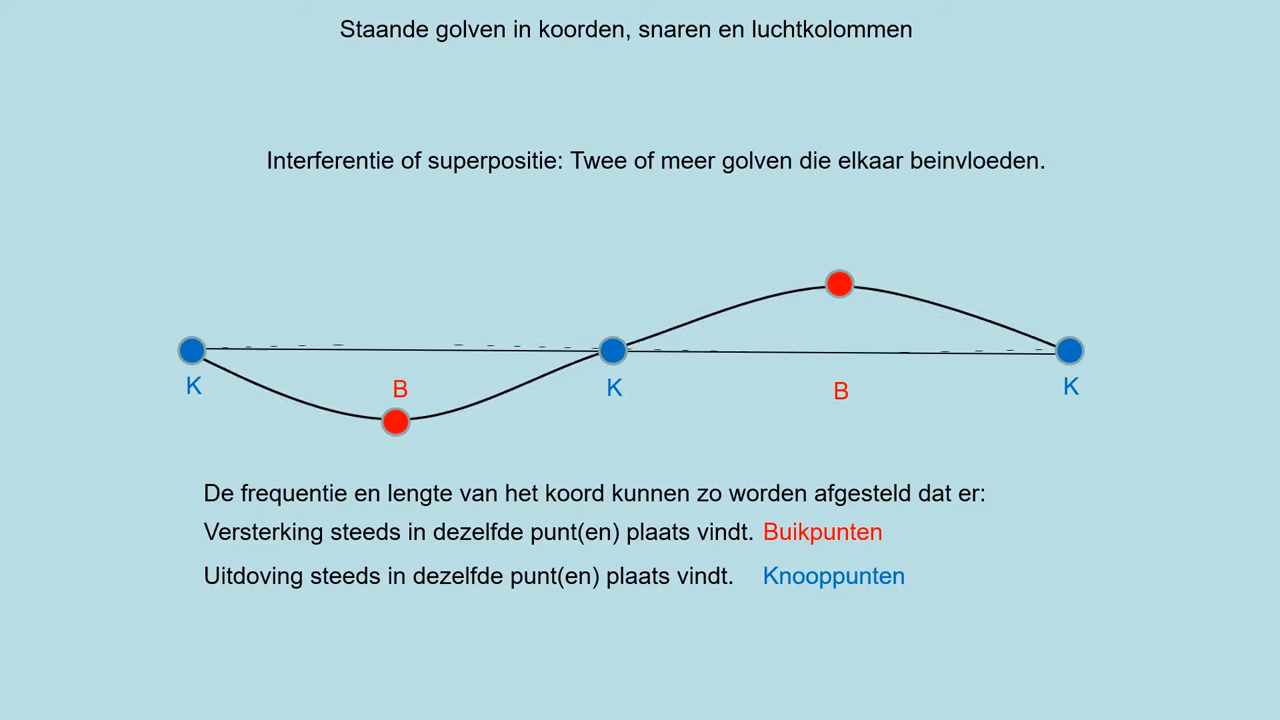 Staande golven in koorden, snaren en luchtkolommen
Interferentie of superpositie: Twee of meer golven die elkaar beinvloeden.
K B K B K
De frequentie en lengte van het koord kunnen zo worden afgesteld dat er:
Versterking steeds in dezelfde punt(en) plaats vindt. Buikpunten
Uitdoving steeds in dezelfde punt(en) plaats vindt. Knooppunten